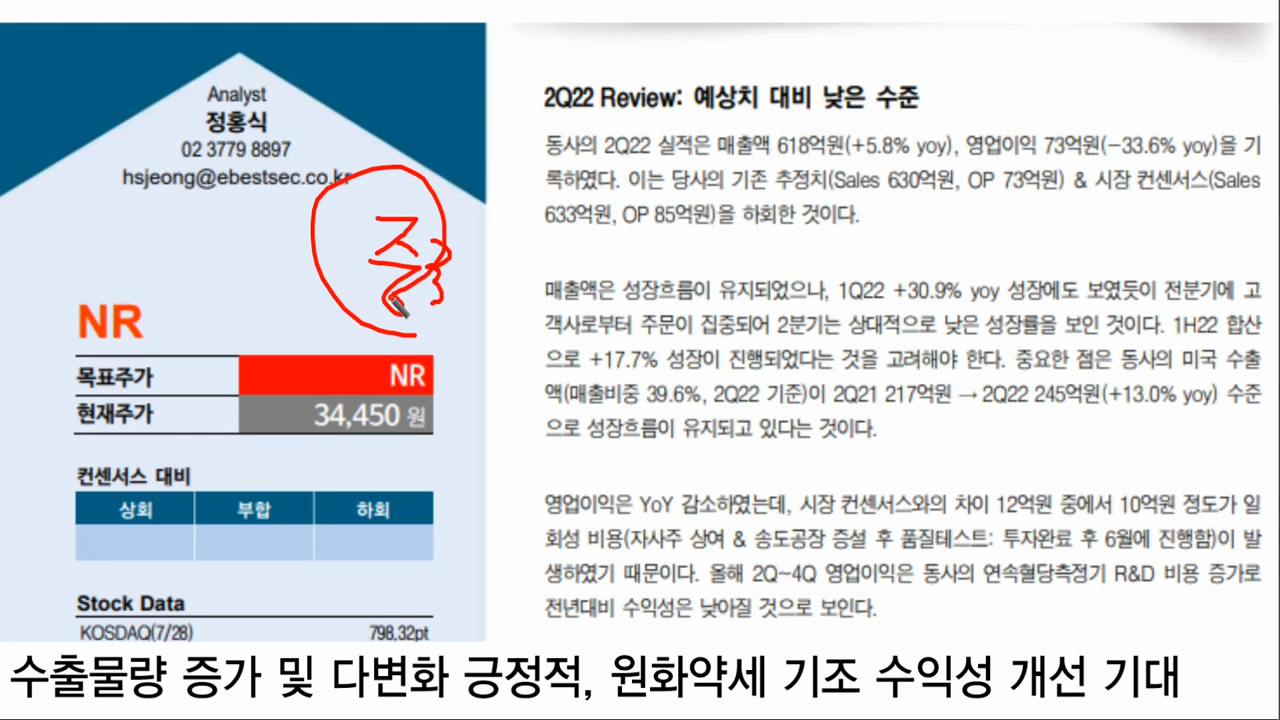 Analyst
정홍식
02 3779 8897
hsjeong@ebestsec.co.kr
NR
목표주가 NR
현재주가 34,450 원
컨센서스 대비
상회 부합 하회
Stock Data
KOSDAQ(7/28) 798.32pt
2Q22 Review: 예상치 대비 낮은 수준
동사의 2Q22 실적은 매출액 618억원(+5.8% yoy), 영업이익 73억원(-33.6% yoy)을 기
록하였다. 이는 당사의 기존 추정치(Sales 630억원, OP 73억원) & 시장 컨센서스(Sales
633억원, OP 85억원)을 하회한 것이다.
매출액은 성장흐름이 유지되었으나, 1Q22 +30.9% yoy 성장에도 보였듯이 전분기에 고
객사로부터 주문이 집중되어 2분기는 상대적으로 낮은 성장률을 보인 것이다. 1H22 합산
으로 +17.7% 성장이 진행되었다는 것을 고려해야 한다. 중요한 점은 동사의 미국 수출
액(매출비중 39.6%, 2Q22 기준)이 2Q21 217억원 → 2Q22 245억원(+13.0% yoy) 수준
으로 성장흐름이 유지되고 있다는 것이다.
영업이익은 YoY 감소하였는데, 시장 컨센서스와의 차이 12억원 중에서 10억원 정도가 일
회성 비용(자사주 상여 & 송도공장 증설 후 품질테스트: 투자완료 후 6월에 진행함)이 발
생하였기 때문이다. 올해 2Q~4Q 영업이익은 동사의 연속혈당측정기 R&D 비용 증가로
전년대비 수익성은 낮아질 것으로 보인다.
수출물량 증가 및 다변화 긍정적, 원화약세 기조 수익성 개선 기대